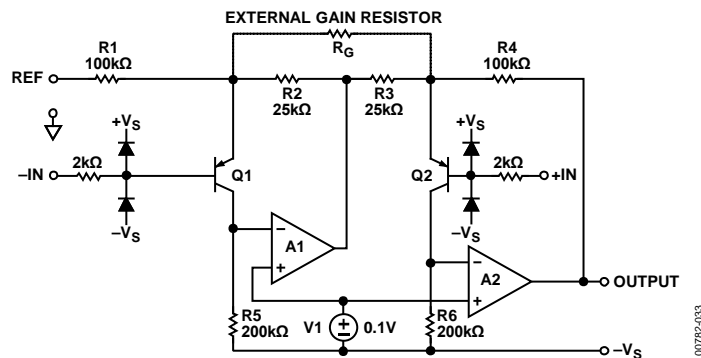 EXTERNAL GAIN RESISTOR
RG
R1
100kΩ
REF
R2
25kΩ
R3
25kΩ
R4
100kΩ
+VS
+VS
–IN
2kΩ
Q1
Q2
2kΩ
+IN
–VS
–VS
–
A1
+
–
A2
+
OUTPUT
R5
200kΩ
V1
±
0.1V
R6
200kΩ
–VS
00782-033